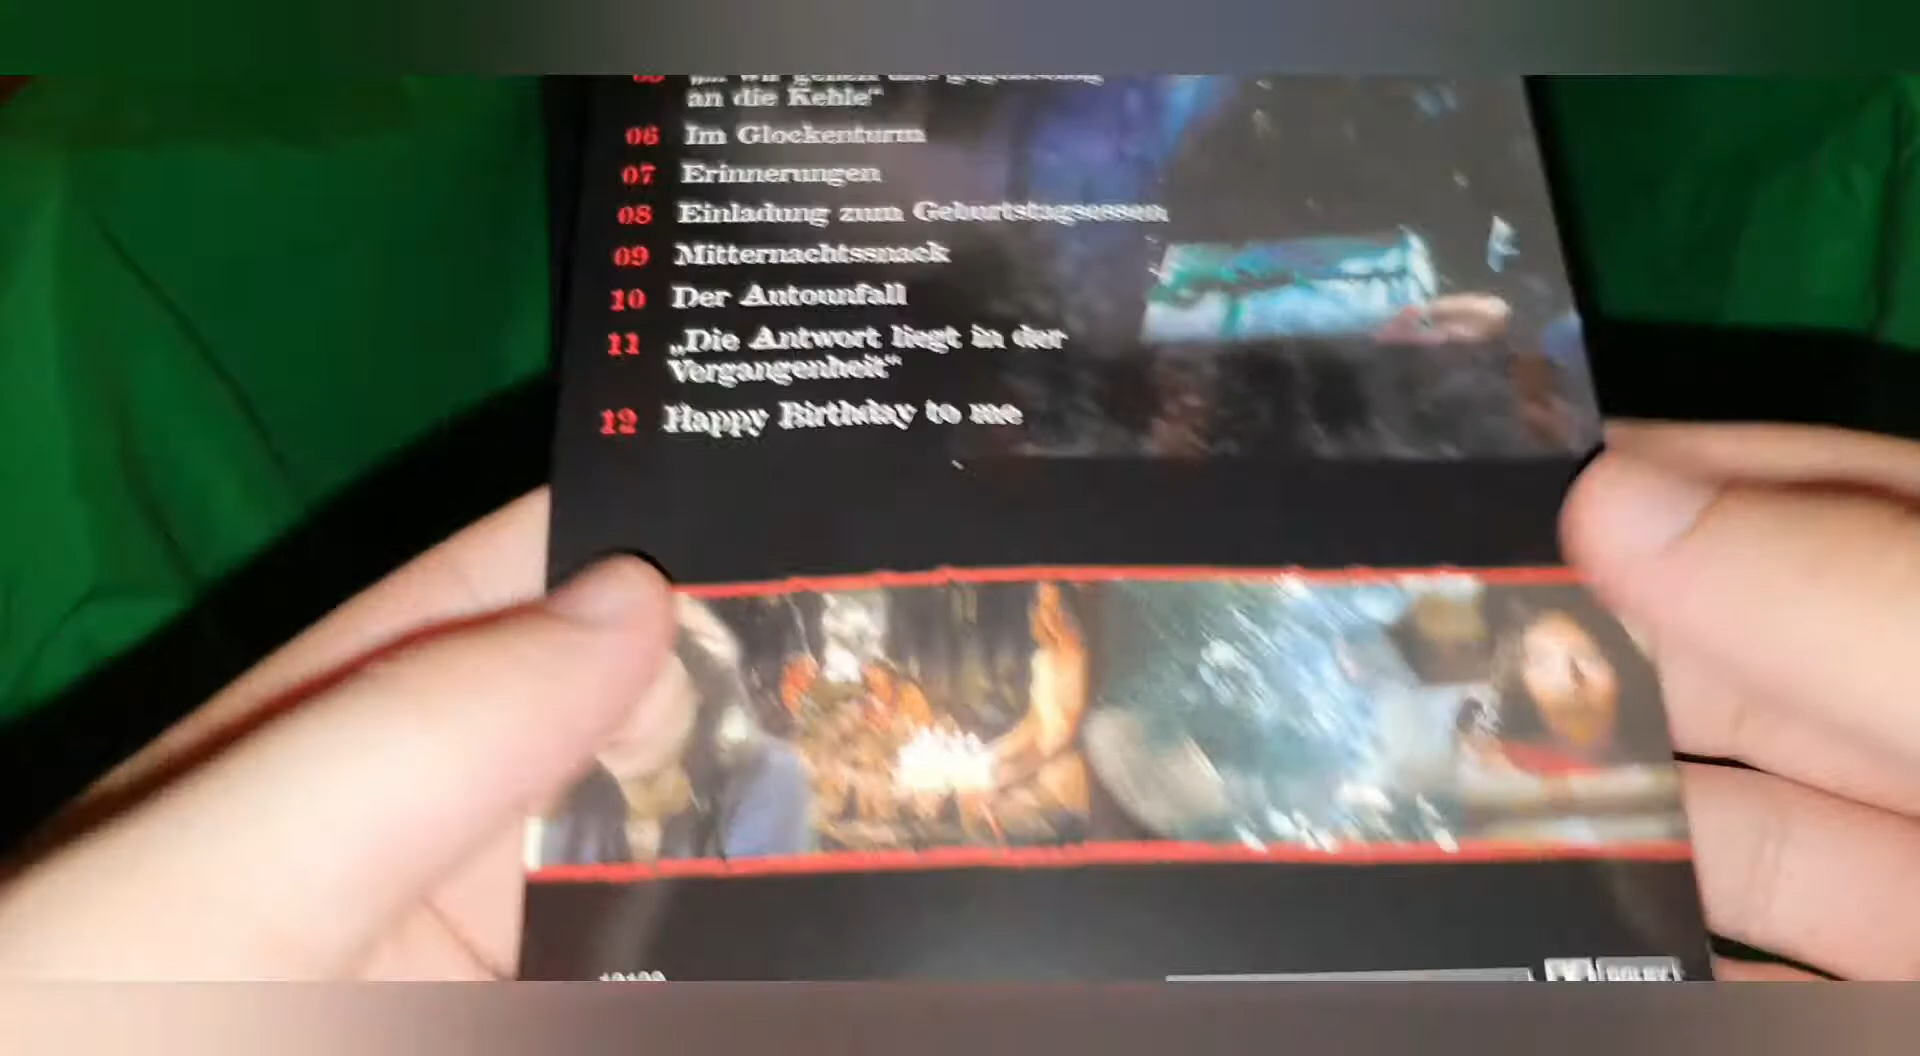 an die Kehle“
06 Im Glockenturm
07 Erinnerungen
08 Einladung zum Geburtstagsessen
09 Mitternachtssnack
10 Der Autounfall
11 „Die Antwort liegt in der
Vergangenheit“
12 Happy Birthday to me